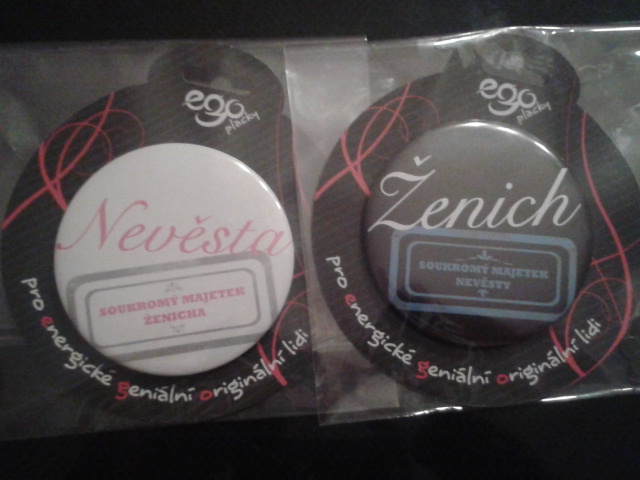 ego
placky
Nevěsta
SOUKROMÝ MAJETEK
ŽENICHA
pro energické geniální originální lidi
ego
placky
Ženich
SOUKROMÝ MAJETEK
NEVĚSTY
pro energické geniální originální lidi